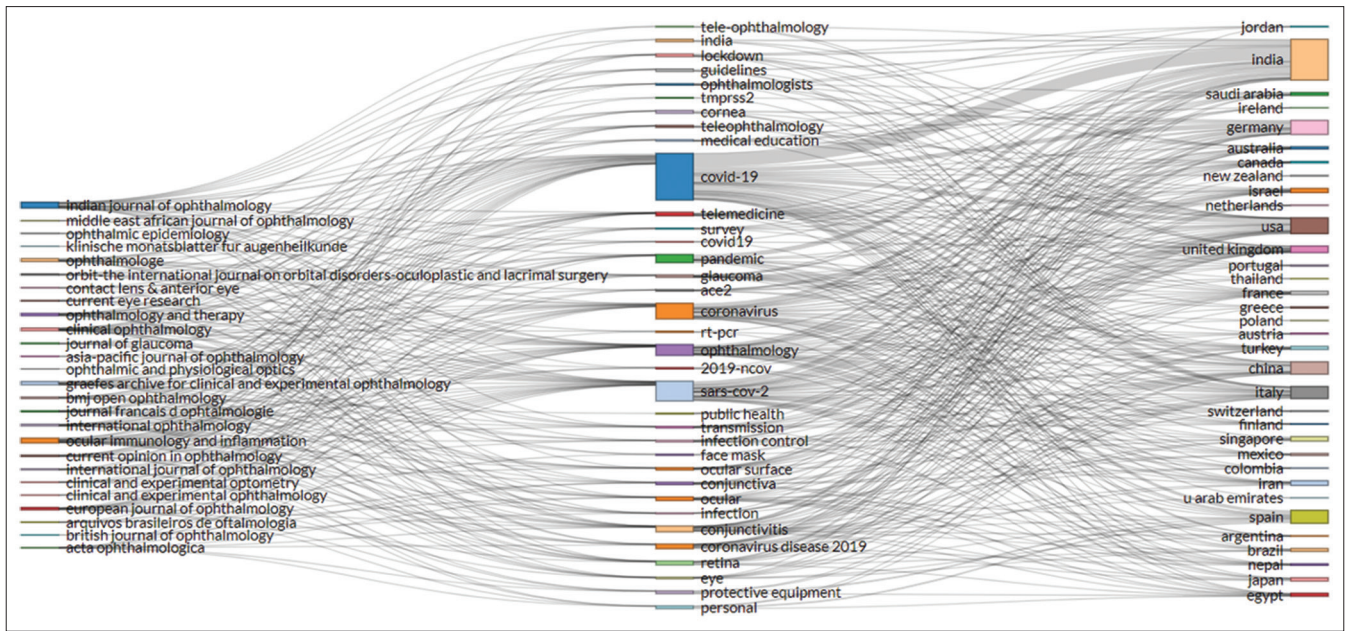 indian journal of ophthalmology
middle east african journal of ophthalmology
ophthalmic epidemiology
klinische monatsblatter fur augenheilkunde
ophthalmologe
orbit-the international journal on orbital disorders-oculoplastic and lacrimal surgery
contact lens & anterior eye
current eye research
ophthalmology and therapy
clinical ophthalmology
journal of glaucoma
asia-pacific journal of ophthalmology
ophthalmic and physiological optics
graefes archive for clinical and experimental ophthalmology
bmj open ophthalmology
journal francais d ophtalmologie
international ophthalmology
ocular immunology and inflammation
current opinion in ophthalmology
international journal of ophthalmology
clinical and experimental optometry
clinical and experimental ophthalmology
european journal of ophthalmology
arquivos brasileiros de oftalmologia
british journal of ophthalmology
acta ophthalmologica
tele-ophthalmology
india
lockdown
guidelines
ophthalmologists
tmprss2
cornea
teleophthalmology
medical education
covid-19
telemedicine
survey
covid19
pandemic
glaucoma
ace2
coronavirus
rt-pcr
ophthalmology
2019-ncov
sars-cov-2
public health
transmission
infection control
face mask
ocular surface
conjunctiva
ocular
infection
conjunctivitis
coronavirus disease 2019
retina
eye
protective equipment
personal
jordan
india
saudi arabia
ireland
germany
australia
canada
new zealand
israel
netherlands
usa
united kingdom
portugal
thailand
france
greece
poland
austria
turkey
china
italy
switzerland
finland
singapore
mexico
colombia
iran
u arab emirates
spain
argentina
brazil
nepal
japan
egypt